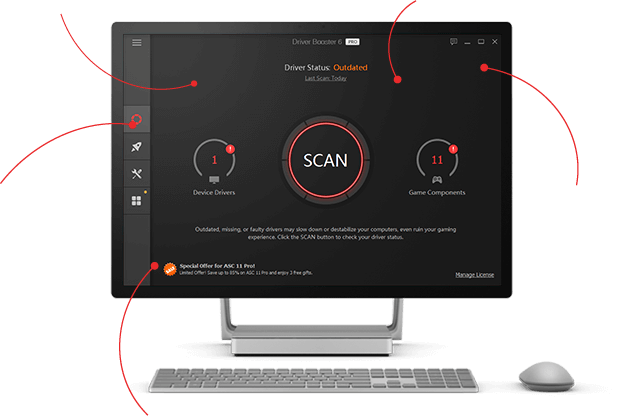 Driver Booster 6 PRO
Driver Status: Outdated
Last Scan: Today
1
Device Drivers
SCAN
11
Game Components
Outdated, missing, or faulty drivers may slow down or destabilize your computers, even ruin your gaming
experience. Click the SCAN button to check your driver status.
Special Offer for ASC 11 Pro!
Limited Offer! Save up to 85% on ASC 11 Pro and enjoy 3 free gifts.
Manage License